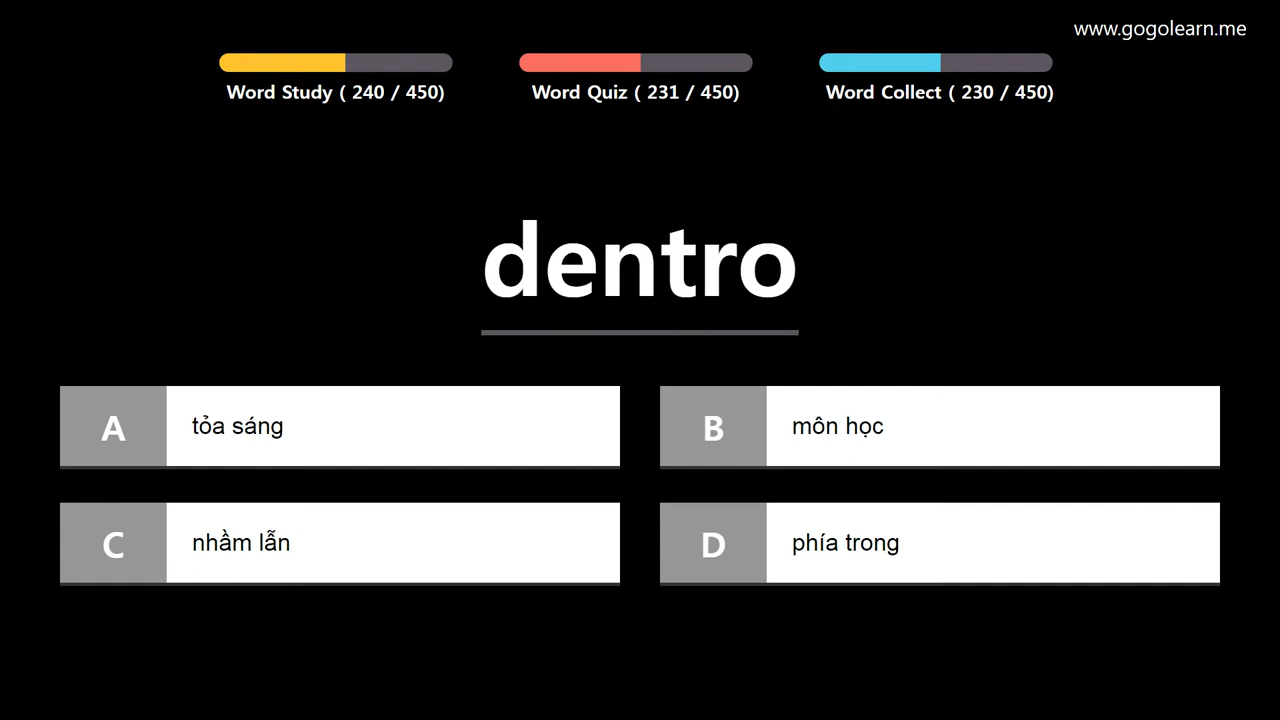 www.gogolearn.me
Word Study ( 240 / 450)
Word Quiz ( 231 / 450)
Word Collect ( 230 / 450)
dentro
A tỏa sáng
B môn học
C nhầm lẫn
D phía trong